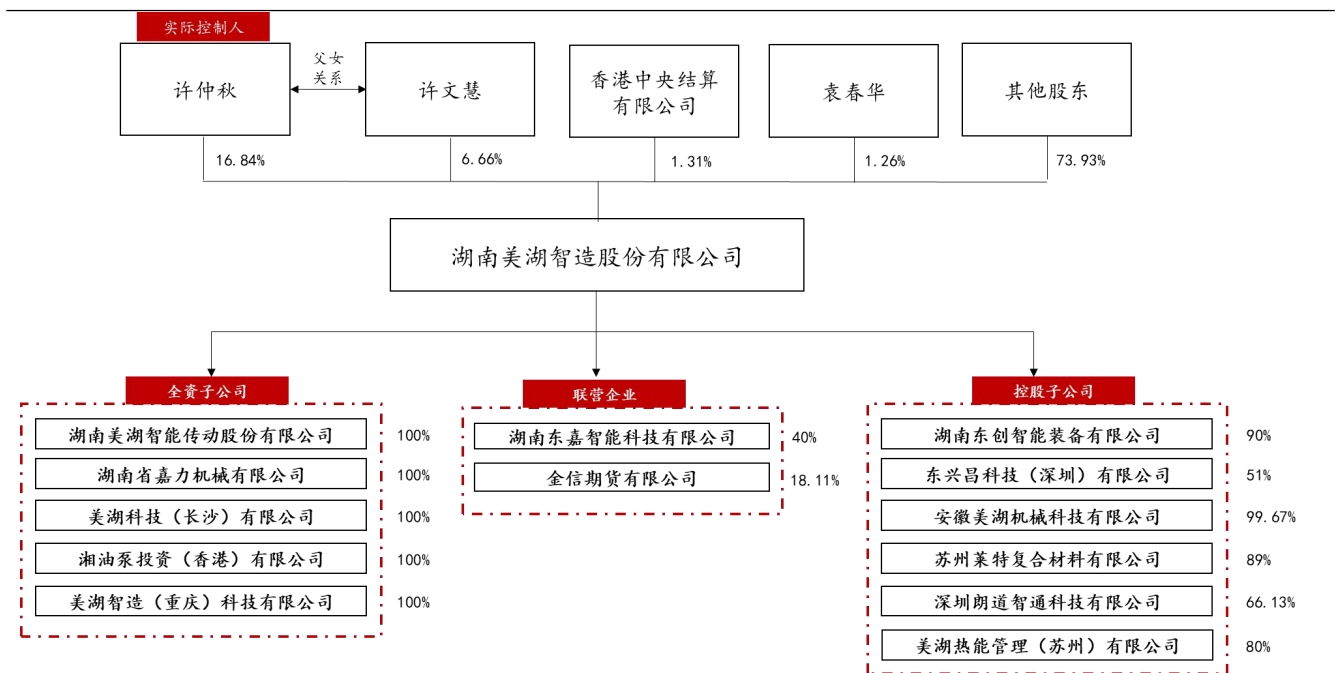 实际控制人
许仲秋
父女
关系
许文慧
香港中央结算
有限公司
袁春华
其他股东
16.84%
6.66%
1.31%
1.26%
73.93%
湖南美湖智造股份有限公司
全资子公司
湖南美湖智能传动股份有限公司 100%
湖南省嘉力机械有限公司 100%
美湖科技（长沙）有限公司 100%
湘油泵投资（香港）有限公司 100%
美湖智造（重庆）科技有限公司 100%
联营企业
湖南东嘉智能科技有限公司 40%
金信期货有限公司 18.11%
控股子公司
湖南东创智能装备有限公司 90%
东兴昌科技（深圳）有限公司 51%
安徽美湖机械科技有限公司 99.67%
苏州莱特复合材料有限公司 89%
深圳朗道智通科技有限公司 66.13%
美湖热能管理（苏州）有限公司 80%